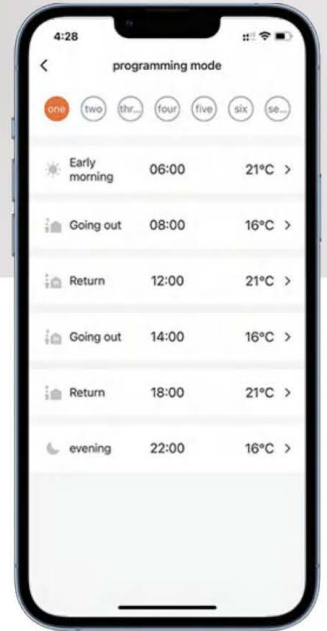 4:28
programming mode
one two thr... four five six se...
Early morning 06:00 21°C
Going out 08:00 16°C
Return 12:00 21°C
Going out 14:00 16°C
Return 18:00 21°C
evening 22:00 16°C